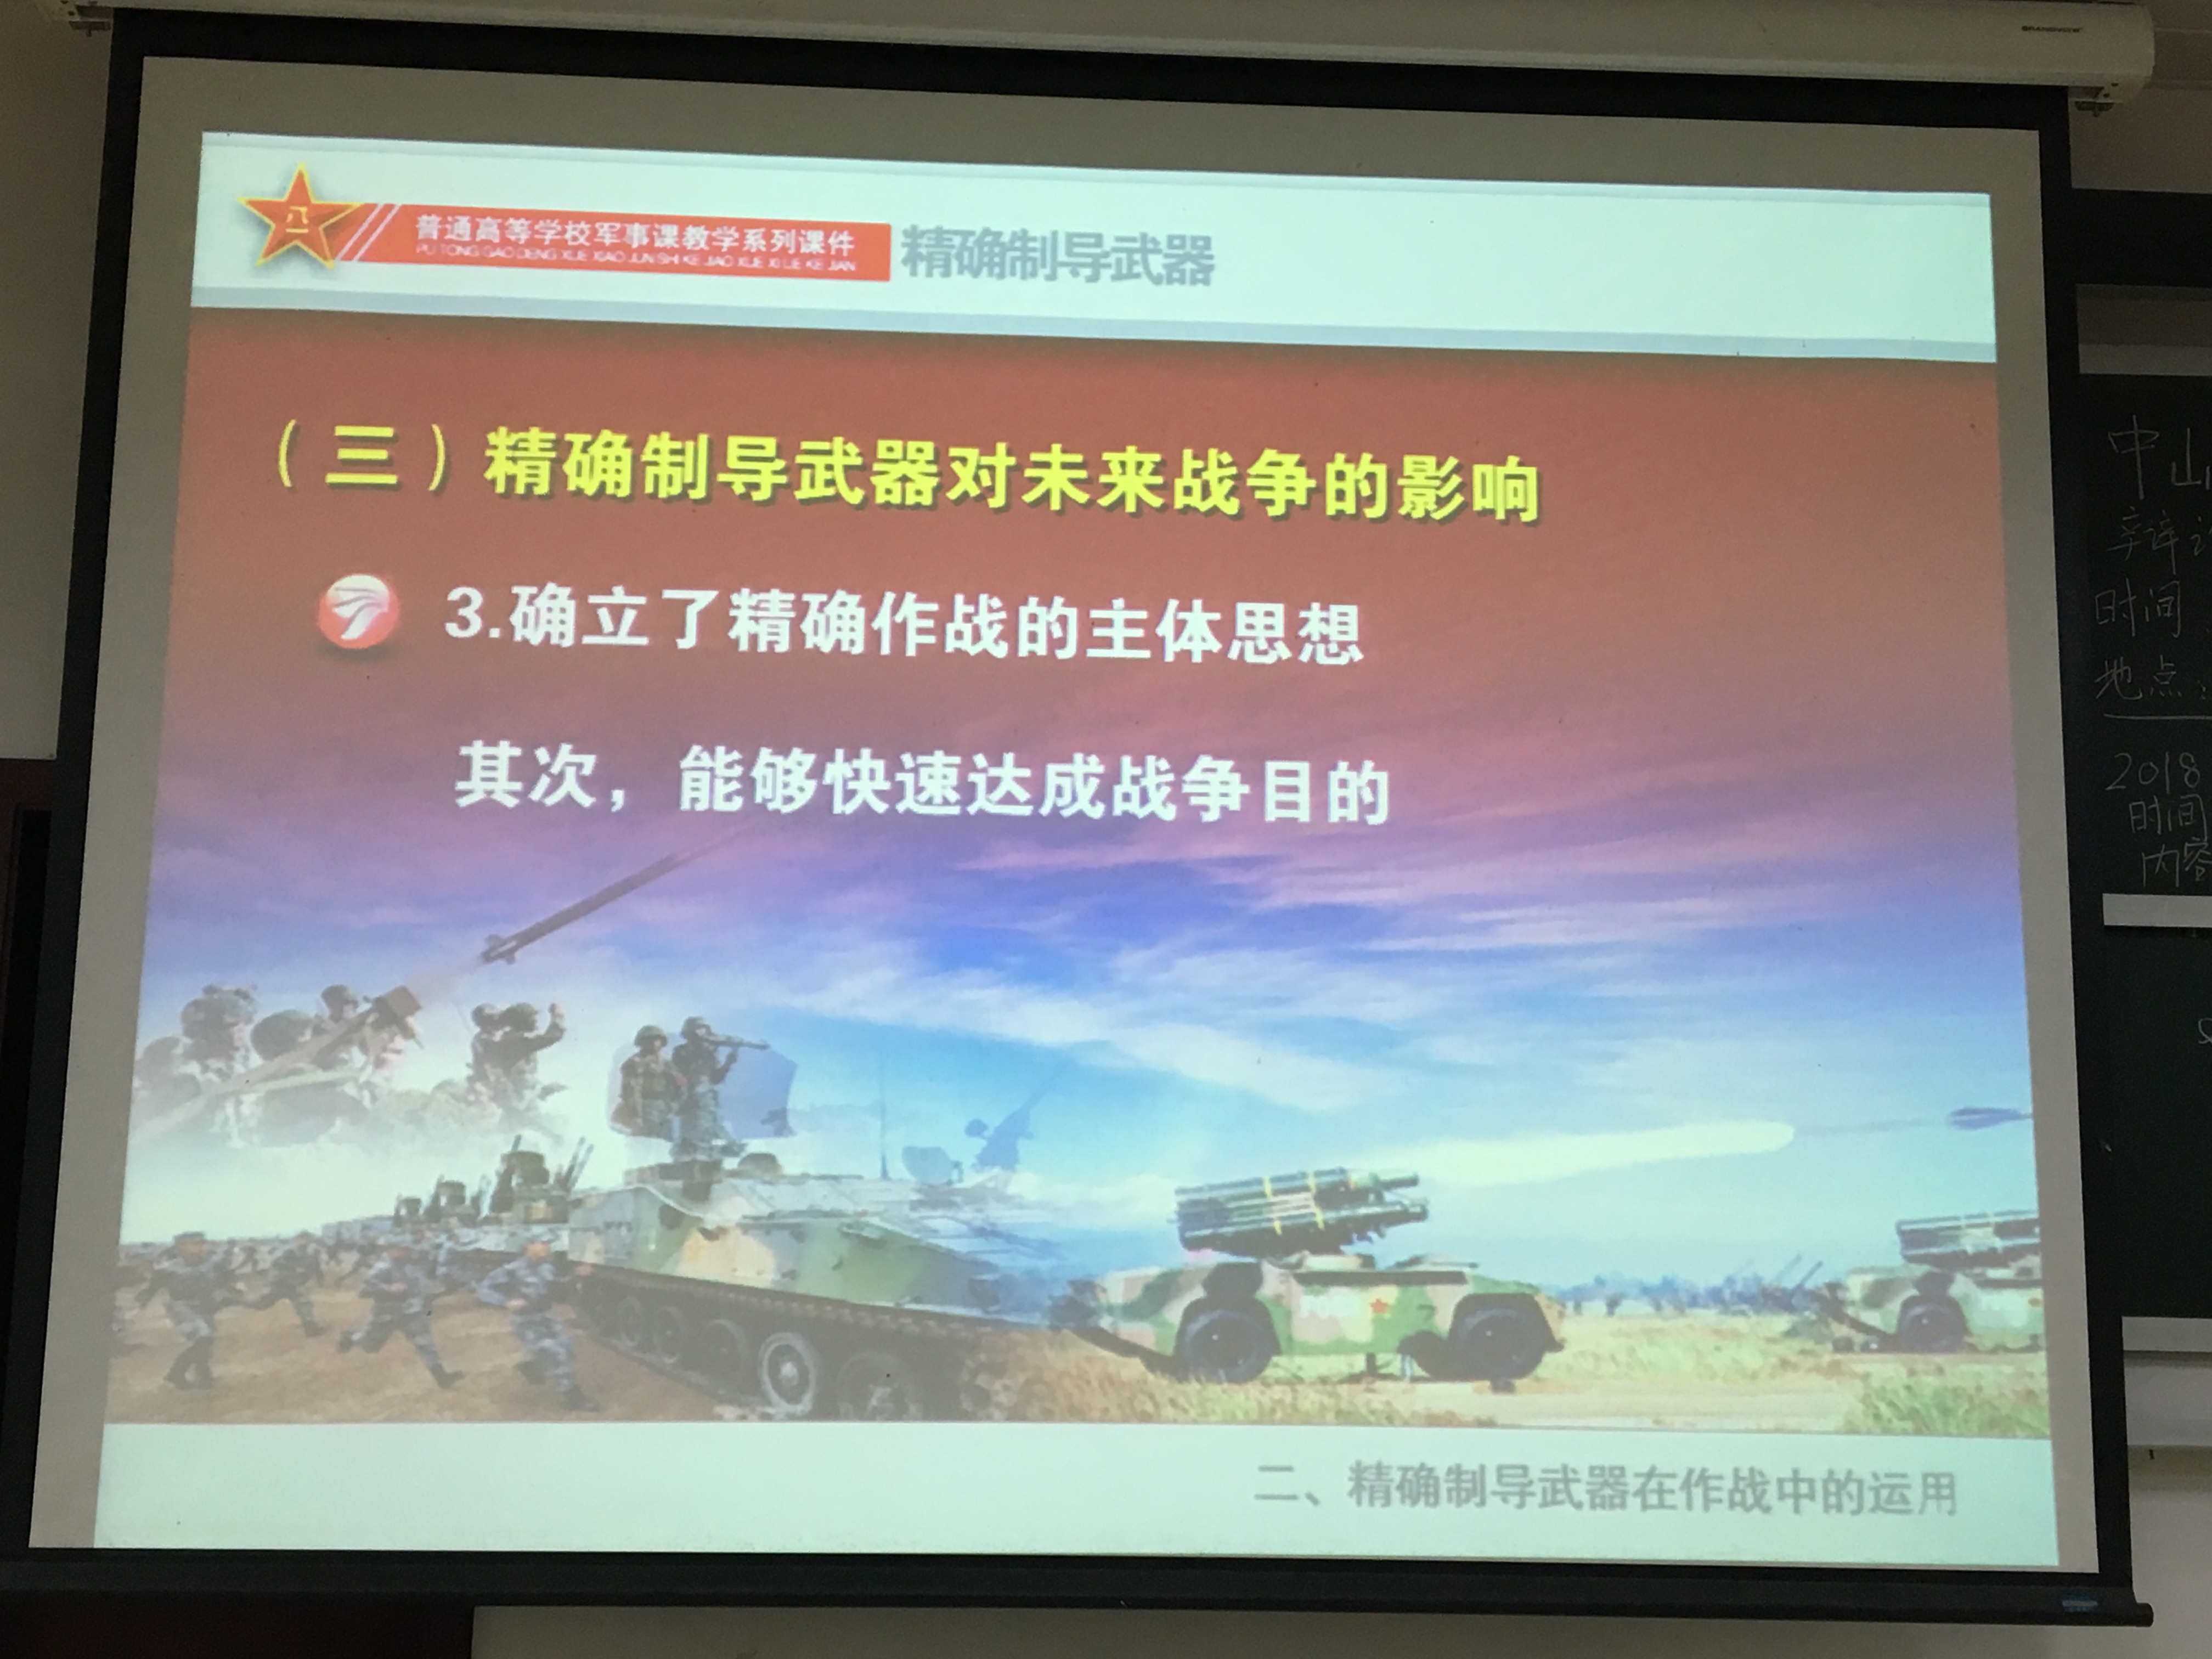 八一
普通高等学校军事课教学系列课件
PU TONG GAO DENG XUE XIAO JUN SHI KE JIAO XUE XI LIE KE JIAN
精确制导武器
（三）精确制导武器对未来战争的影响
3.确立了精确作战的主体思想
其次，能够快速达成战争目的
二、精确制导武器在作战中的运用
中山
辩
时间
地点：
2018
时间
内容